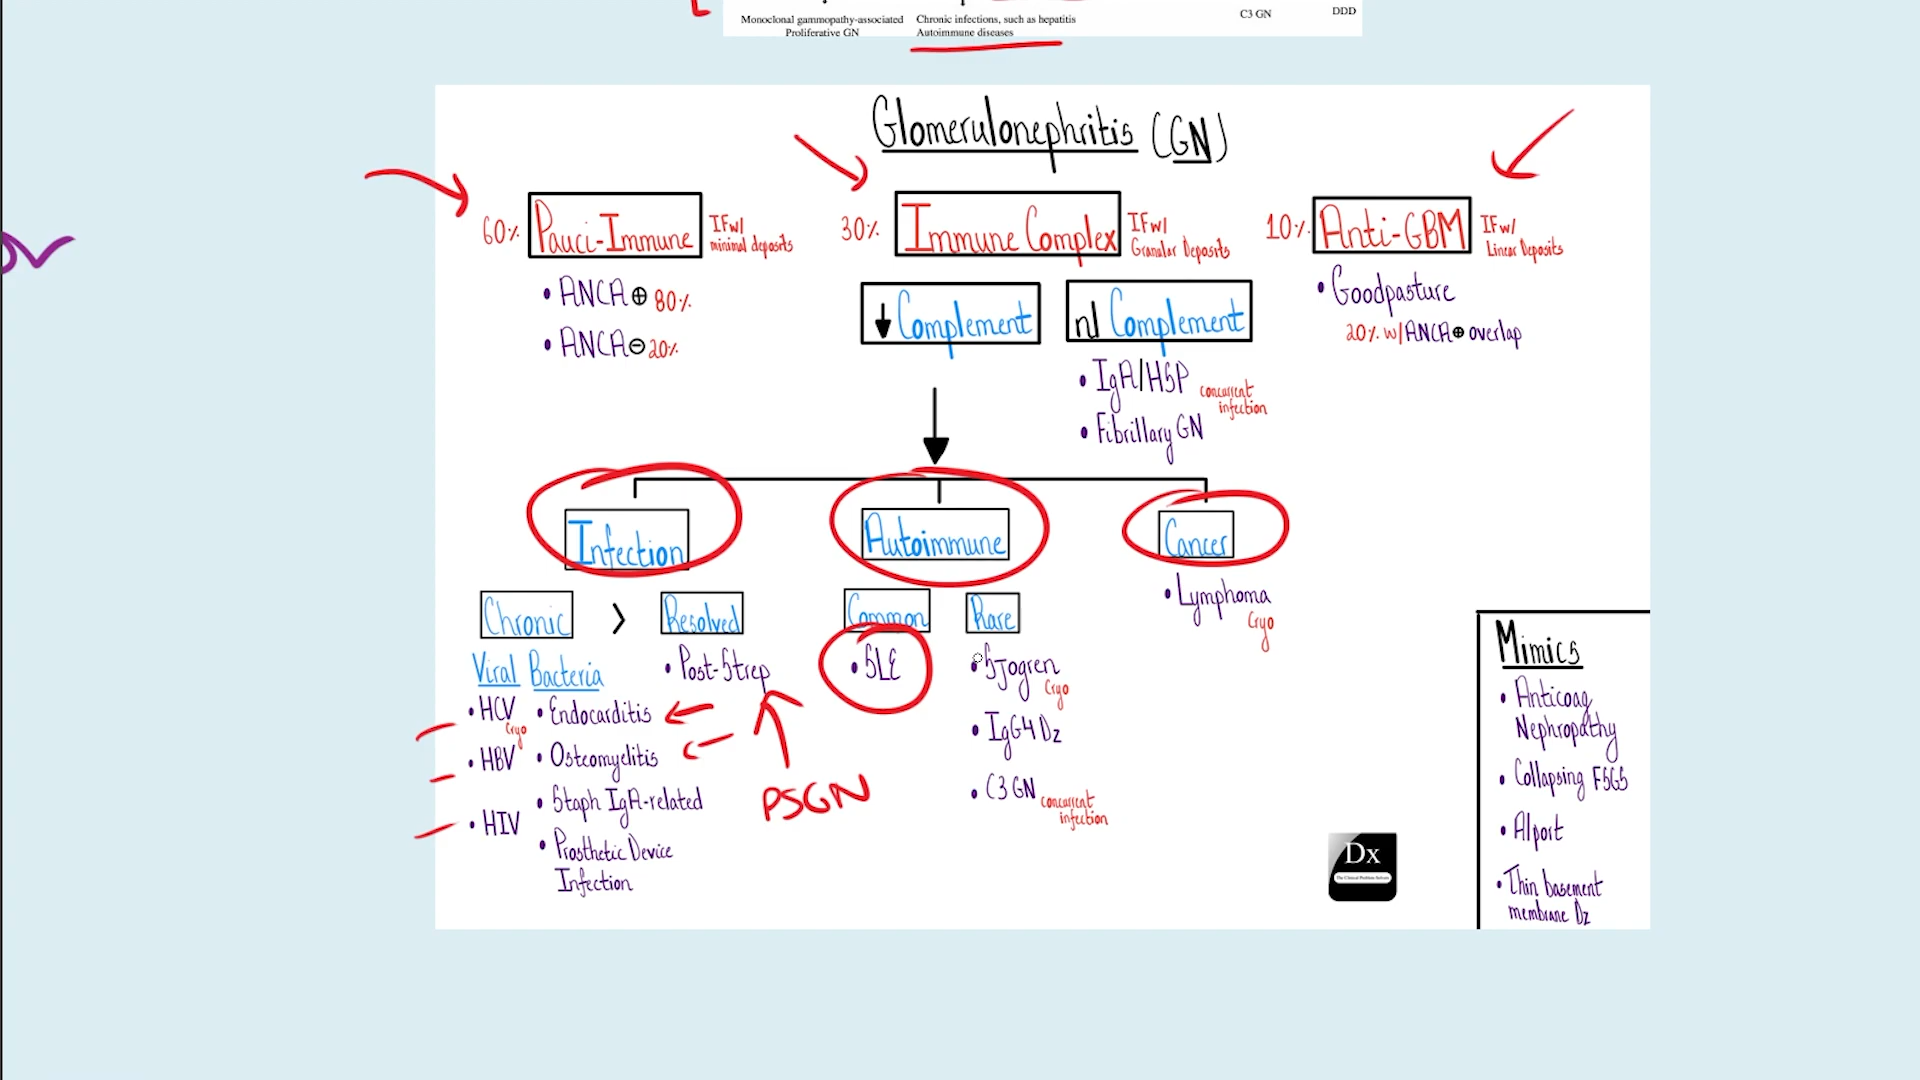 Monoclonal gammopathy-associated
Proliferative GN
Chronic infections, such as hepatitis
Autoimmune diseases
C3 GN
DDD
Glomerulonephritis (GN)
60%
Pauci-Immune
IF w/
minimal deposits
• ANCA ⊕ 80%
• ANCA ⊖ 20%
30%
Immune Complex
IF w/
Granular Deposits
↓ Complement
nl Complement
• IgA/HSP
concurrent
infection
• Fibrillary GN
10%
Anti-GBM
IF w/
Linear Deposits
• Goodpasture
20% w/ANCA ⊕ overlap
Infection
Chronic > Resolved
Viral
• HCV
Cryo
• HBV
• HIV
Bacteria
• Endocarditis
• Osteomyelitis
• Staph IgA-related
• Prosthetic Device
Infection
• Post-Strep
PSGN
Autoimmune
Common
• SLE
Rare
• Sjogren
Cryo
• IgG4 Dz
• C3 GN
concurrent
infection
Cancer
• Lymphoma
Cryo
Mimics
• Anticoag
Nephropathy
• Collapsing FSGS
• Alport
• Thin basement
membrane Dz
Dx
The Clinical Problem Solvers